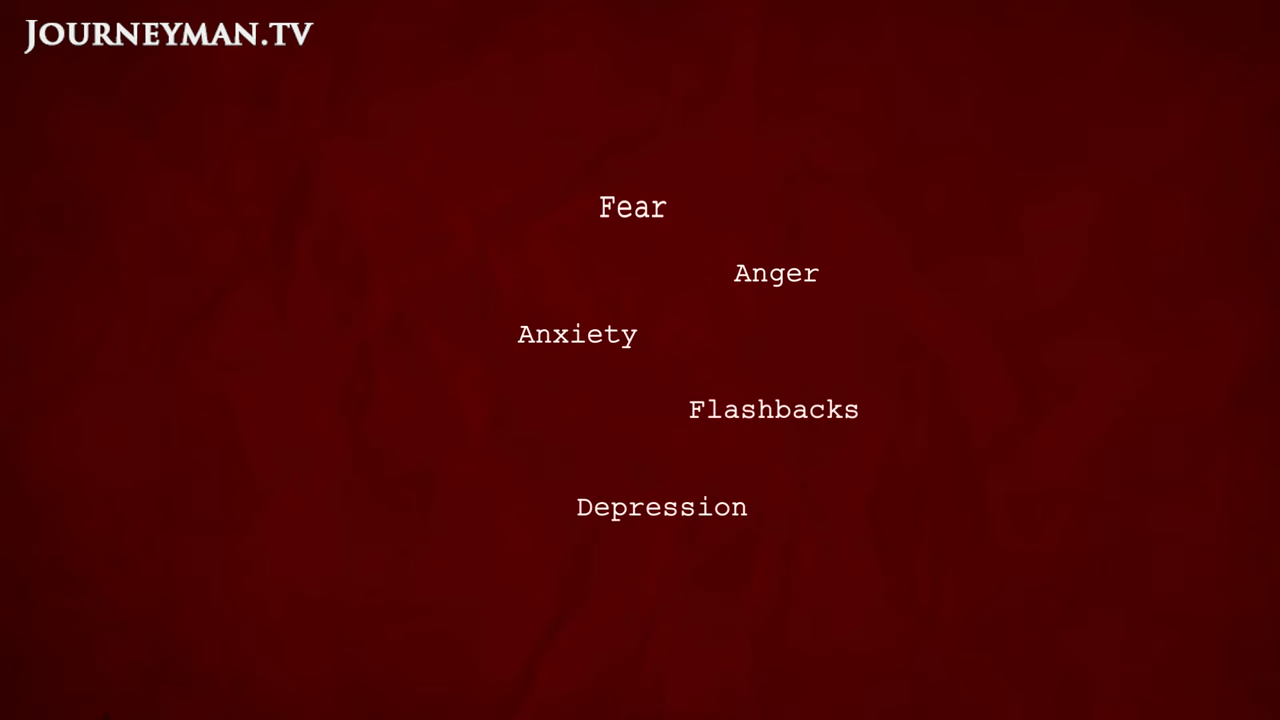 JOURNEYMAN.TV
Fear
Anger
Anxiety
Flashbacks
Depression